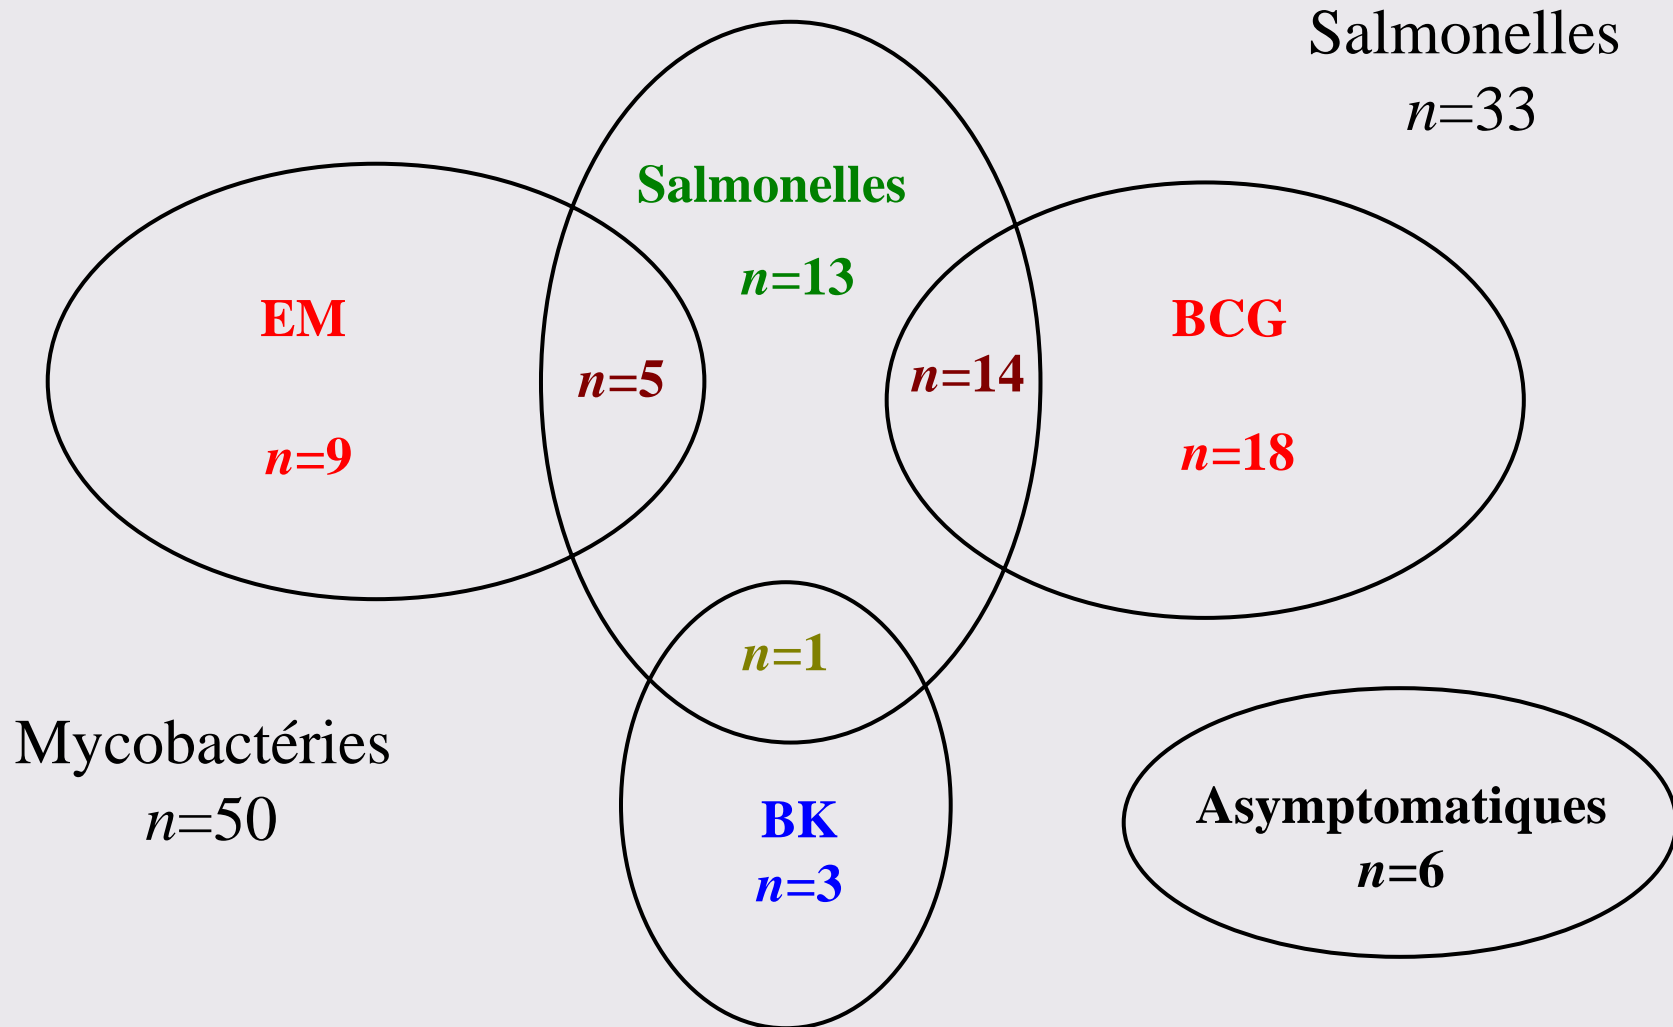 Salmonelles
n=33
Salmonelles
n=13
EM
n=9
n=5
n=14
BCG
n=18
n=1
Mycobactéries
n=50
BK
n=3
Asymptomatiques
n=6